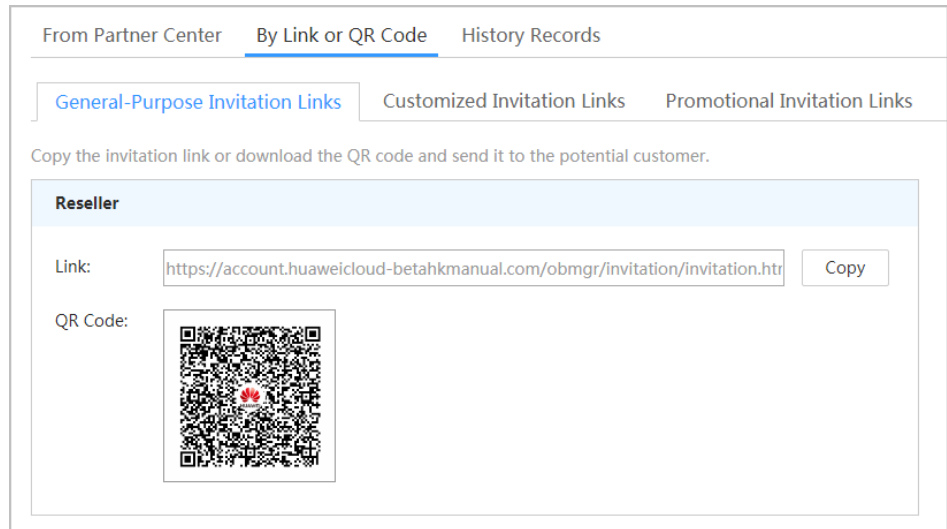 From Partner Center By Link or QR Code History Records
General-Purpose Invitation Links Customized Invitation Links Promotional Invitation Links
Copy the invitation link or download the QR code and send it to the potential customer.
Reseller
Link: https://account.huaweicloud-betahkmanual.com/obmgr/invitation/invitation.htr Copy
QR Code:
HUAWEI